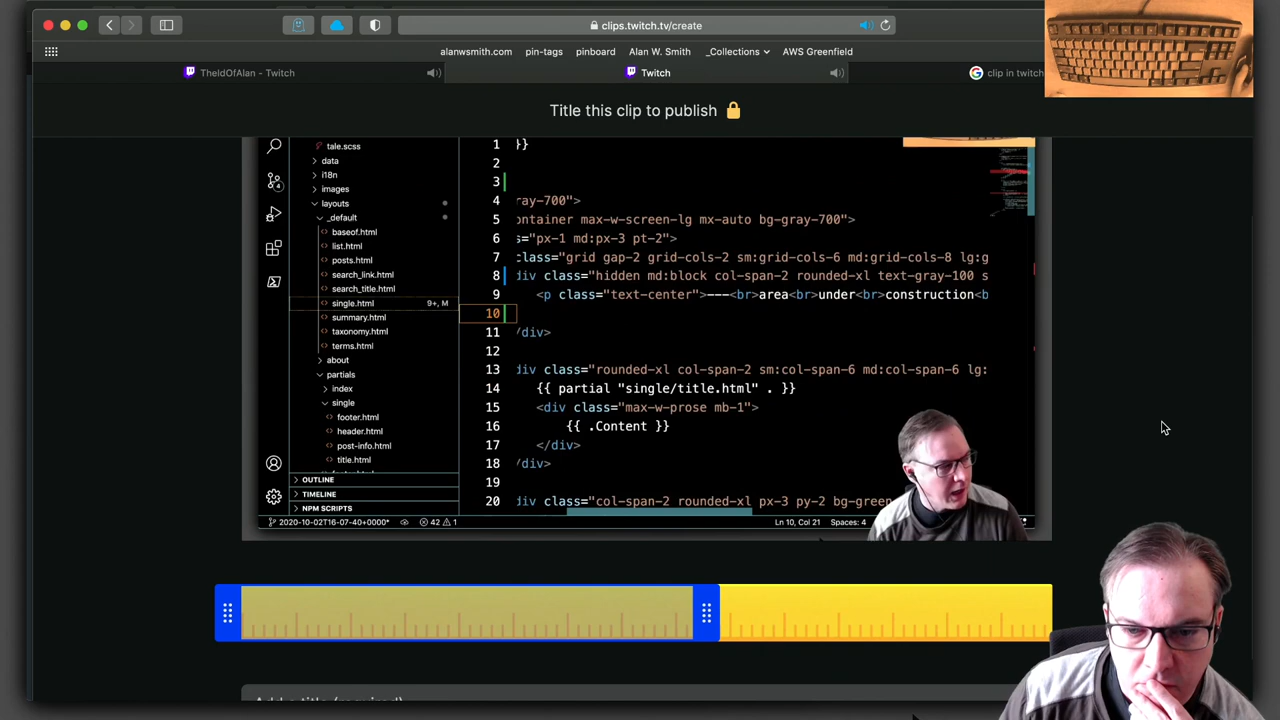 clips.twitch.tv/create
alanwsmith.com pin-tags pinboard Alan W. Smith _Collections AWS Greenfield
TheIdOfAlan - Twitch
Twitch
clip in twitch
Title this clip to publish
tale.scss
data
i18n
images
layouts
_default
baseof.html
list.html
posts.html
search_link.html
search_title.html
single.html 9+, M
summary.html
taxonomy.html
terms.html
about
partials
index
single
footer.html
header.html
post-info.html
title.html
OUTLINE
TIMELINE
NPM SCRIPTS
1 }}
2
3
4 ray-700">
5 ontainer max-w-screen-lg mx-auto bg-gray-700">
6 s="px-1 md:px-3 pt-2">
7 class="grid gap-2 grid-cols-2 sm:grid-cols-6 md:grid-cols-8 lg:g
8 div class="hidden md:block col-span-2 rounded-xl text-gray-100 s
9 <p class="text-center">---<br>area<br>under<br>construction<b
10
11 /div>
12
13 div class="rounded-xl col-span-2 sm:col-span-6 md:col-span-6 lg:
14 {{ partial "single/title.html" . }}
15 <div class="max-w-prose mb-1">
16 {{ .Content }}
17 </div>
18 /div>
19
20 div class="col-span-2 rounded-xl px-3 py-2 bg-green
2020-10-02T16-07-40+0000* 42 1 Ln 10, Col 21 Spaces: 4